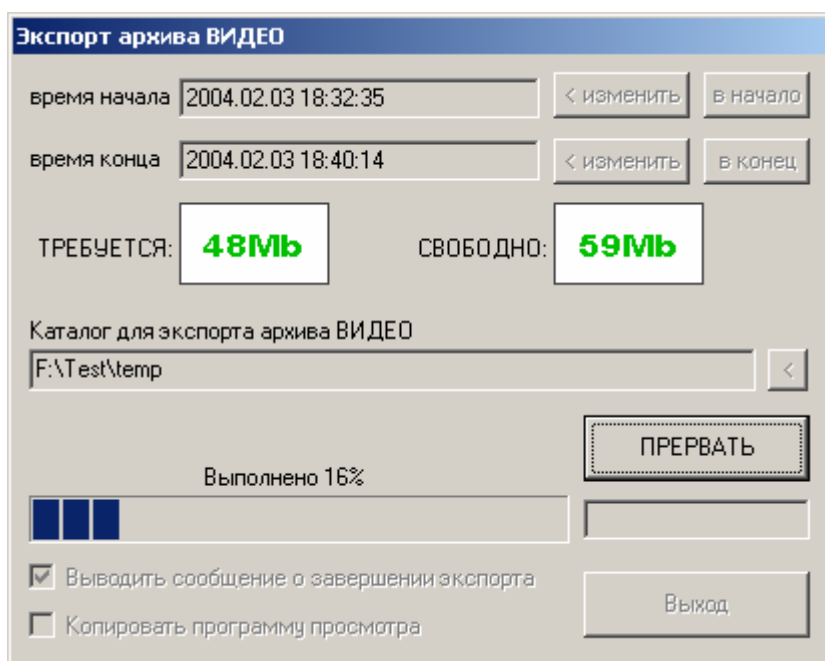 Экспорт архива ВИДЕО
время начала 2004.02.03 18:32:35 < изменить в начало
время конца 2004.02.03 18:40:14 < изменить в конец
ТРЕБУЕТСЯ: 48Mb СВОБОДНО: 59Mb
Каталог для экспорта архива ВИДЕО
F:\Test\temp <
ПРЕРВАТЬ
Выполнено 16%
Выводить сообщение о завершении экспорта
Выход
Копировать программу просмотра